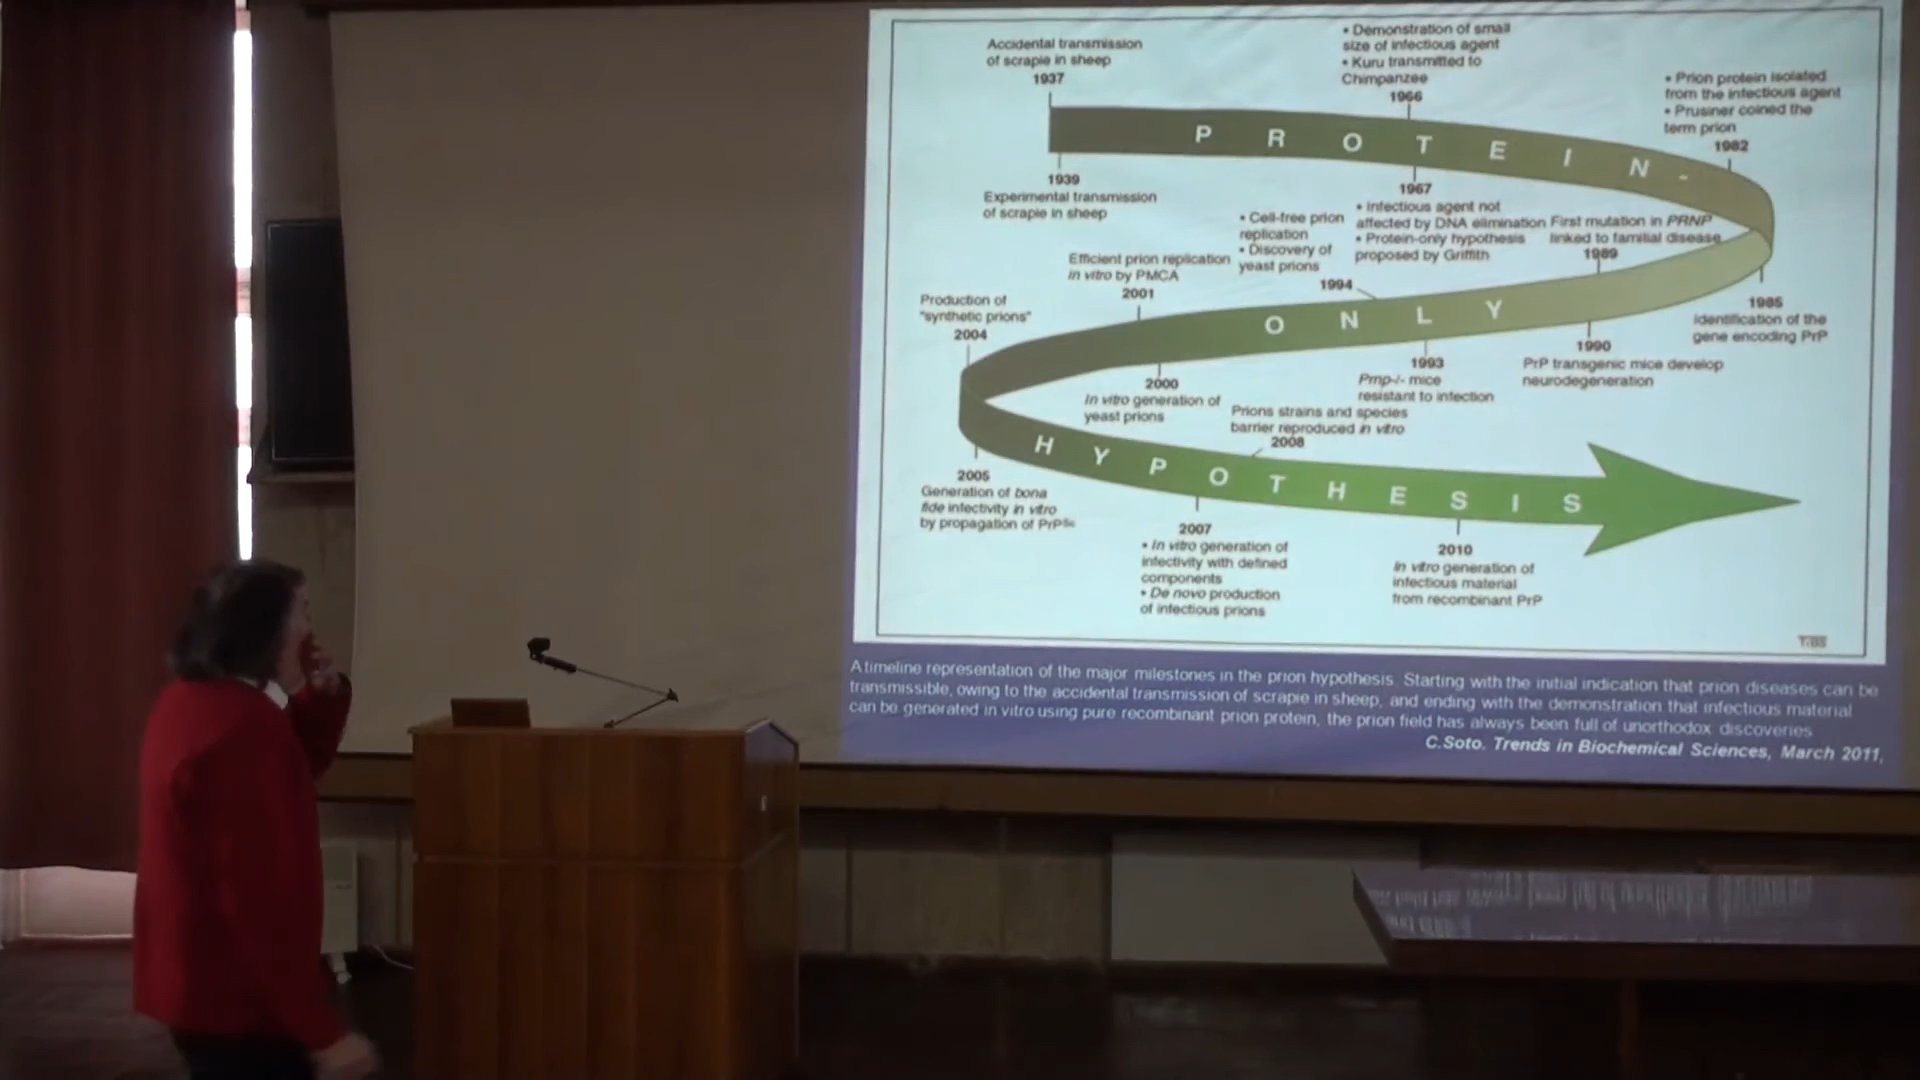 Accidental transmission
of scrapie in sheep
1937
• Demonstration of small
size of infectious agent
• Kuru transmitted to
Chimpanzee
1966
• Prion protein isolated
from the infectious agent
• Prusiner coined the
term prion
1982
P R O T E I N -
1939
Experimental transmission
of scrapie in sheep
1967
• Infectious agent not
affected by DNA elimination
• Protein-only hypothesis
proposed by Griffith
First mutation in PRNP
linked to familial disease
1989
• Cell-free prion
replication
• Discovery of
yeast prions
1994
Efficient prion replication
in vitro by PMCA
2001
Production of
"synthetic prions"
2004
O N L Y
1985
Identification of the
gene encoding PrP
1990
PrP transgenic mice develop
neurodegeneration
1993
Prnp-/- mice
resistant to infection
2000
In vitro generation of
yeast prions
Prions strains and species
barrier reproduced in vitro
2008
H Y P O T H E S I S
2005
Generation of bona
fide infectivity in vitro
by propagation of PrPSc
2007
• In vitro generation of
infectivity with defined
components
• De novo production
of infectious prions
2010
In vitro generation of
infectious material
from recombinant PrP
TiBS
A timeline representation of the major milestones in the prion hypothesis. Starting with the initial indication that prion diseases can be
transmissible, owing to the accidental transmission of scrapie in sheep, and ending with the demonstration that infectious material
can be generated in vitro using pure recombinant prion protein, the prion field has always been full of unorthodox discoveries
C.Soto. Trends in Biochemical Sciences, March 2011,